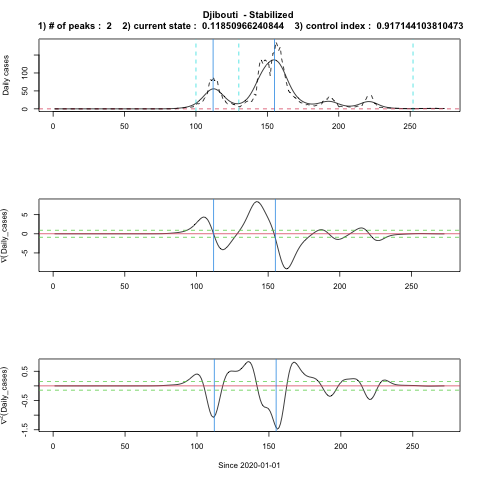 Djibouti - Stabilized
1) # of peaks : 2 2) current state : 0.11850966240844 3) control index : 0.917144103810473
Daily cases
100
50
0
0 50 100 150 200 250
∇(Daily_cases)
5
0
-5
0 50 100 150 200 250
∇²(Daily_cases)
0.5
-0.5
-1.5
0 50 100 150 200 250
Since 2020-01-01